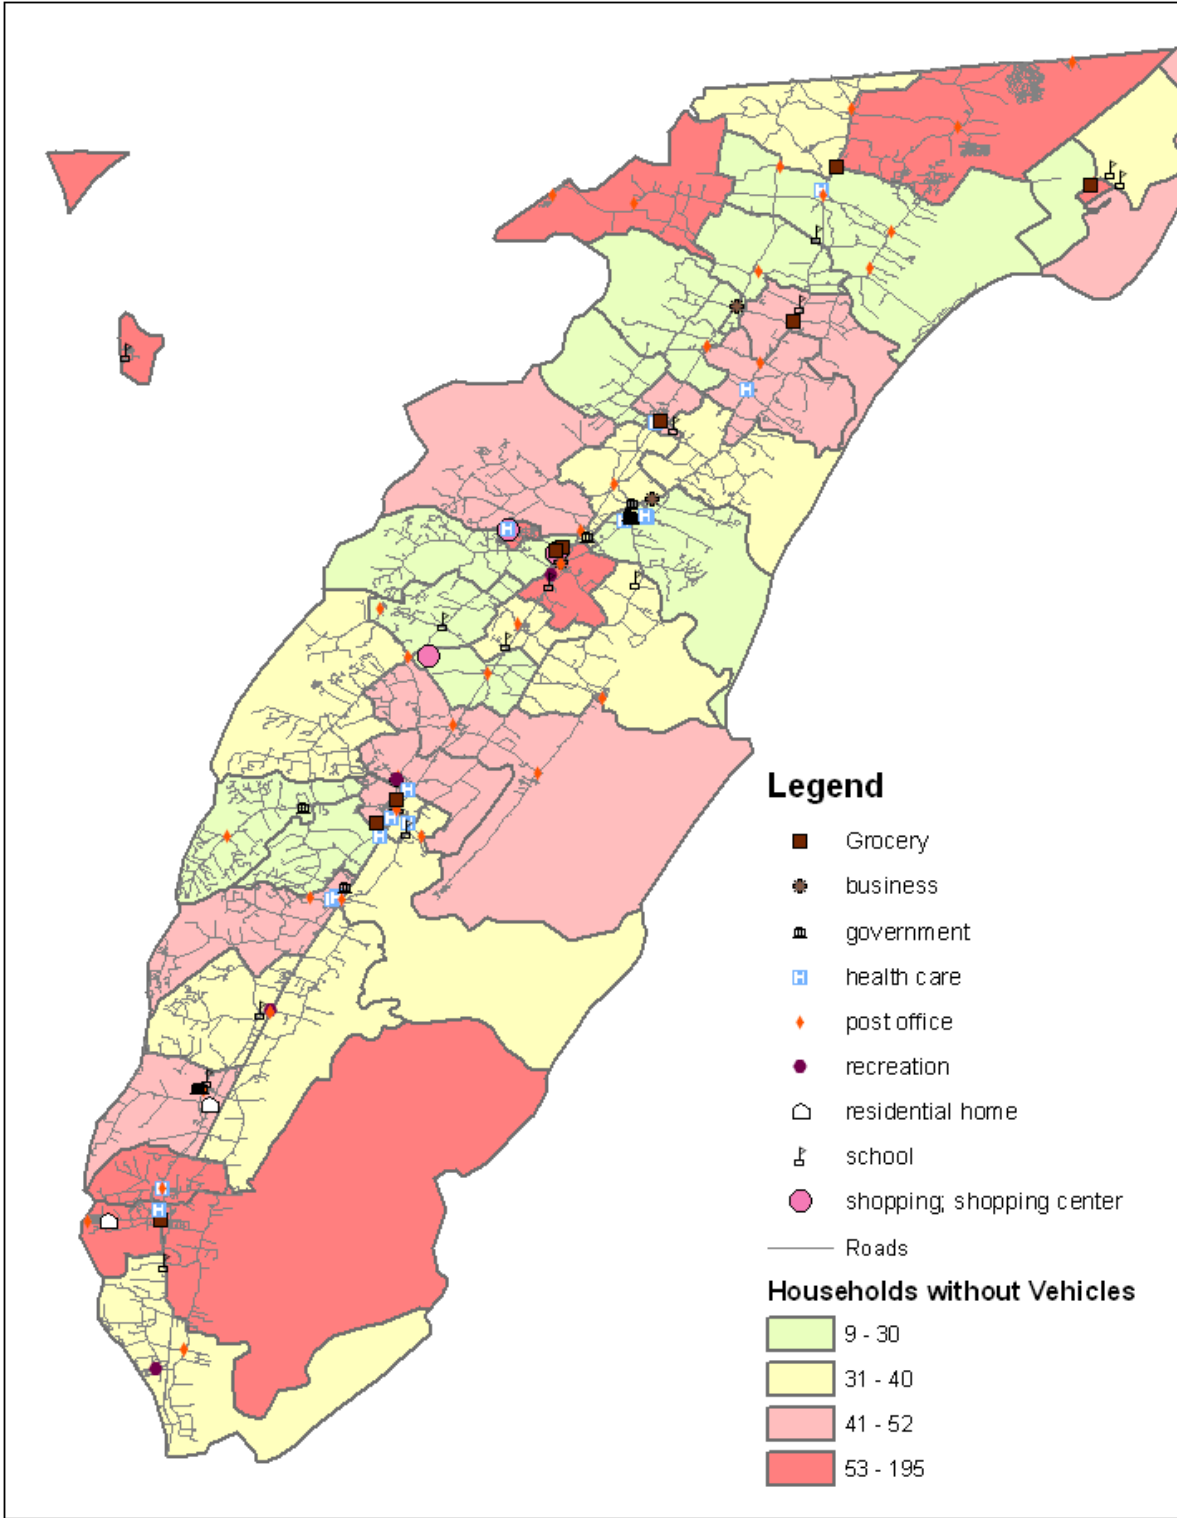 Legend
Grocery
business
government
health care
post office
recreation
residential home
school
shopping; shopping center
Roads
Households without Vehicles
9 - 30
31 - 40
41 - 52
53 - 195